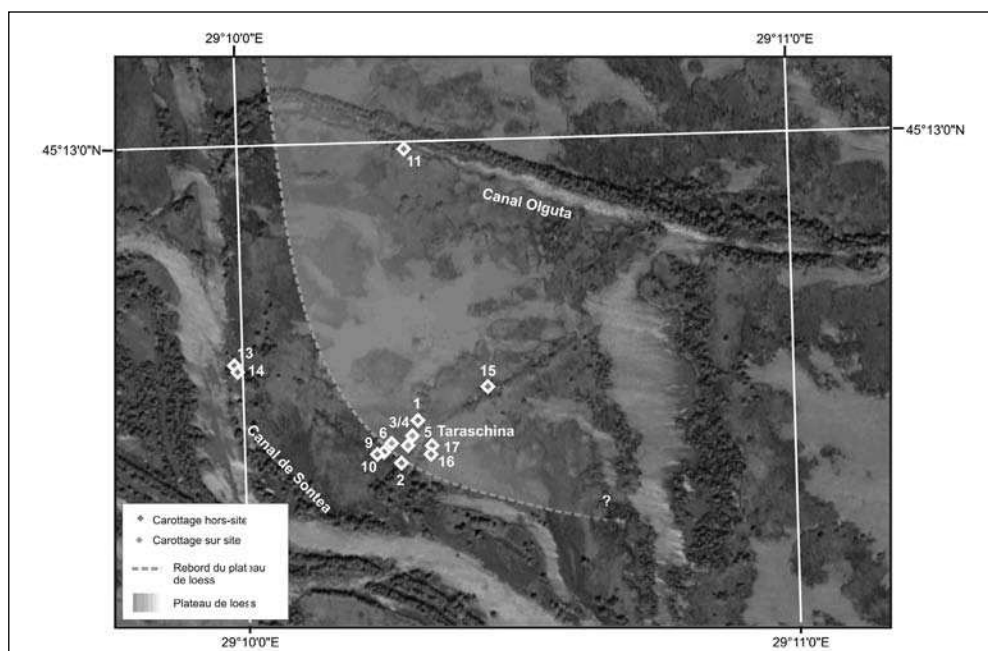 29°10'0"E
29°11'0"E
45°13'0"N
45°13'0"N
11
Canal Olguta
13
14
15
1
3/4
5
Taraschina
6
9
17
10
16
2
Canal de Sontea
?
Carottage hors-site
Carottage sur site
Rebord du plateau
de loess
Plateau de loess
29°10'0"E
29°11'0"E